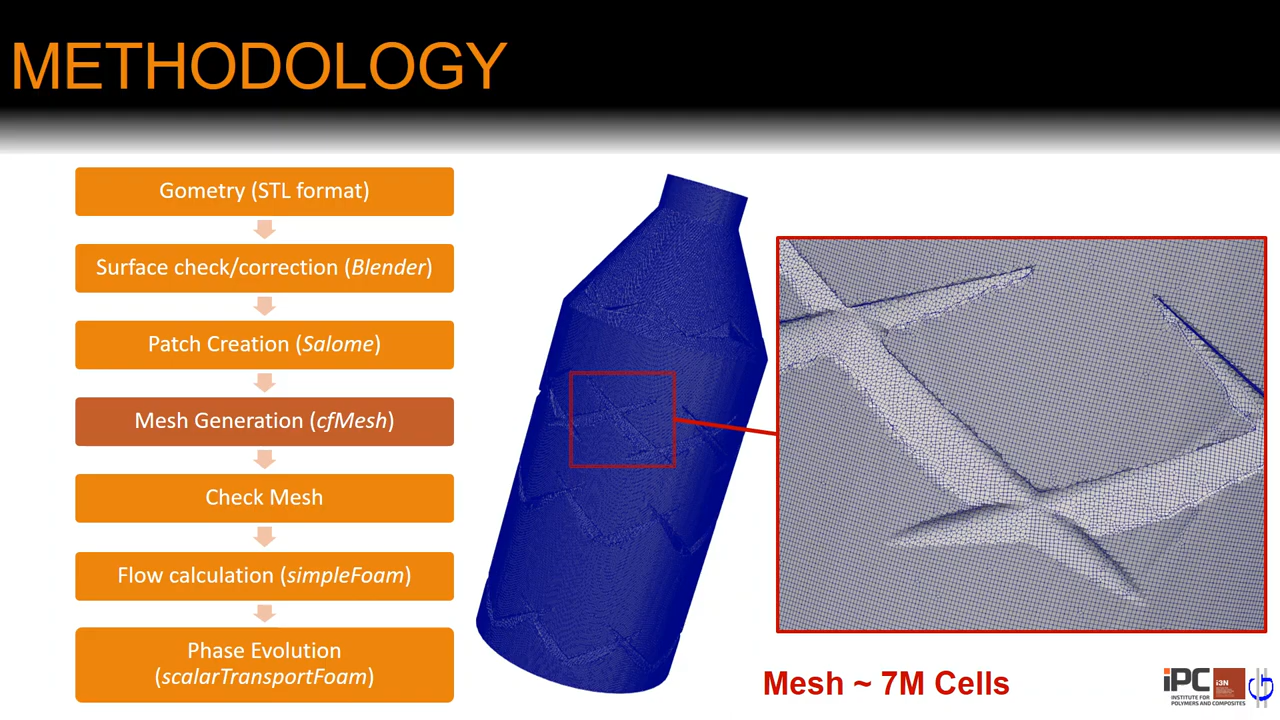 METHODOLOGY
Gometry (STL format)
Surface check/correction (Blender)
Patch Creation (Salome)
Mesh Generation (cfMesh)
Check Mesh
Flow calculation (simpleFoam)
Phase Evolution
(scalarTransportFoam)
Mesh ~ 7M Cells
iPC
i3N
INSTITUTE FOR
POLYMERS AND COMPOSITES